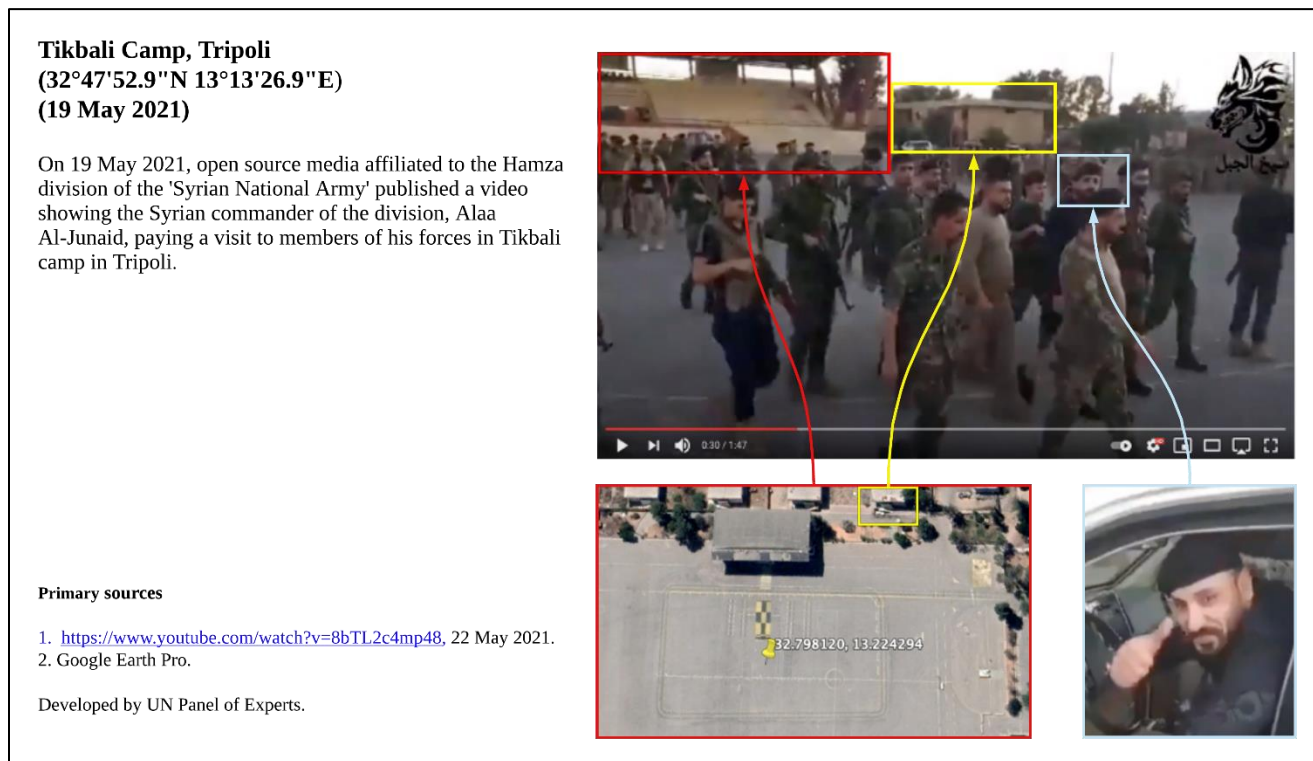 Tikbali Camp, Tripoli
(32°47'52.9"N 13°13'26.9"E)
(19 May 2021)
On 19 May 2021, open source media affiliated to the Hamza
division of the 'Syrian National Army' published a video
showing the Syrian commander of the division, Alaa
Al-Junaid, paying a visit to members of his forces in Tikbali
camp in Tripoli.
سيخ الجبل
0:30 / 1:47
32.798120, 13.224294
Primary sources
1. https://www.youtube.com/watch?v=8bTL2c4mp48, 22 May 2021.
2. Google Earth Pro.
Developed by UN Panel of Experts.